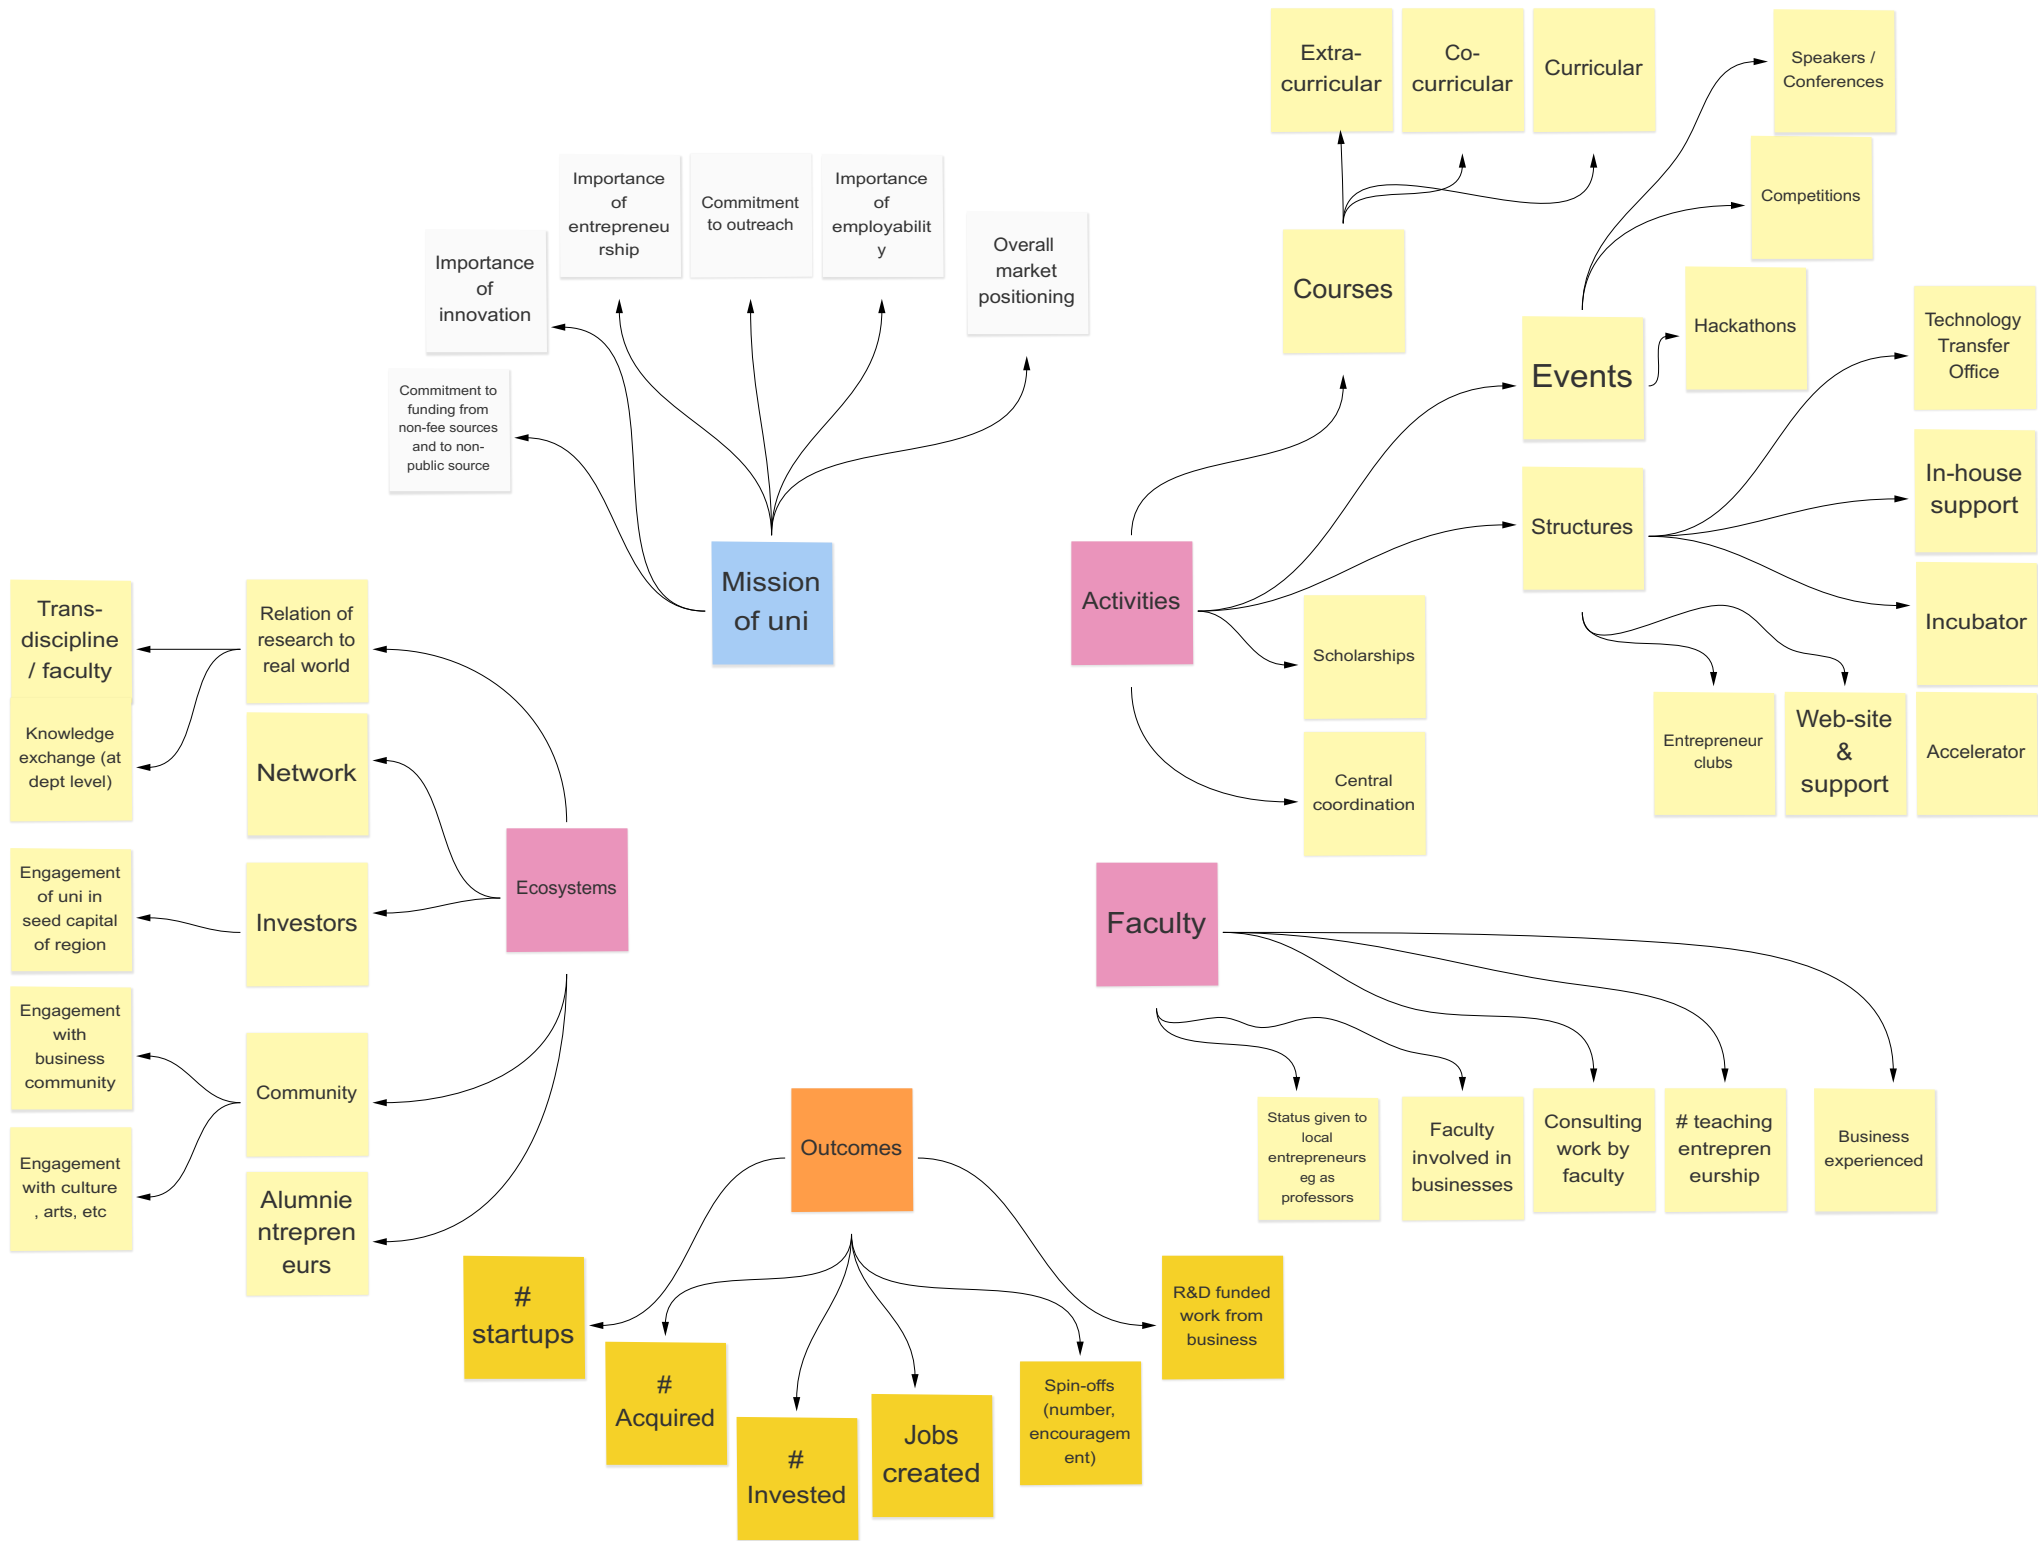 Extra-
curricular
Co-
curricular
Curricular
Speakers /
Conferences
Competitions
Importance
of
entrepreneu
rship
Commitment
to outreach
Importance
of
employabilit
y
Importance
of
innovation
Overall
market
positioning
Commitment to
funding from
non-fee sources
and to non-
public source
Courses
Events
Hackathons
Technology
Transfer
Office
In-house
support
Structures
Incubator
Mission
of uni
Activities
Scholarships
Central
coordination
Entrepreneur
clubs
Web-site
&
support
Accelerator
Trans-
discipline
/ faculty
Relation of
research to
real world
Knowledge
exchange (at
dept level)
Network
Ecosystems
Engagement
of uni in
seed capital
of region
Investors
Engagement
with
business
community
Community
Engagement
with culture
, arts, etc
Alumnie
ntrepren
eurs
Faculty
Status given to
local
entrepreneurs
eg as
professors
Faculty
involved in
businesses
Consulting
work by
faculty
# teaching
entrepren
eurship
Business
experienced
Outcomes
#
startups
#
Acquired
#
Invested
Jobs
created
Spin-offs
(number,
encouragem
ent)
R&D funded
work from
business